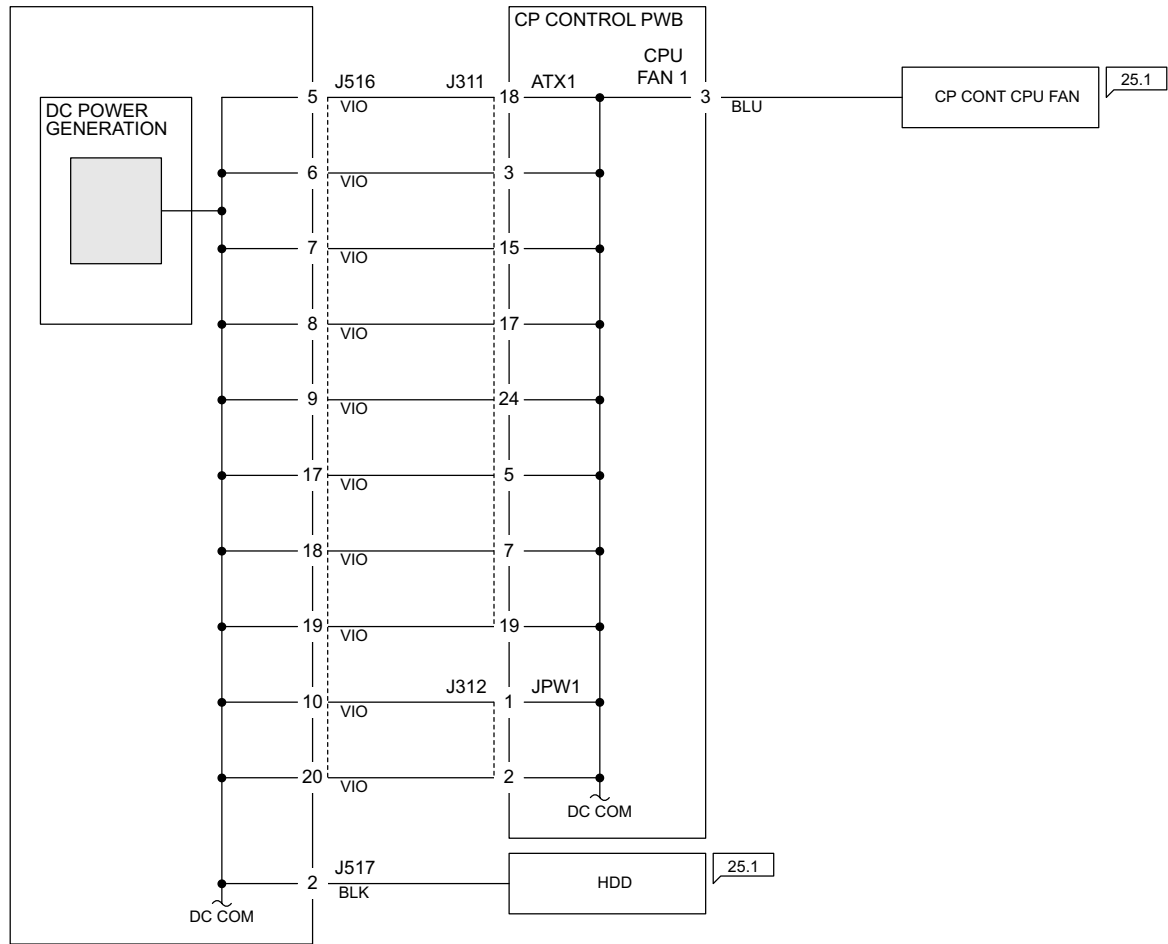 CP CONTROL PWB
CPU
FAN 1
J516
J311
ATX1
5
VIO
18
3
BLU
CP CONT CPU FAN
25.1
DC POWER
GENERATION
6
VIO
3
7
VIO
15
8
VIO
17
9
VIO
24
17
VIO
5
18
VIO
7
19
VIO
19
J312
JPW1
10
VIO
1
20
VIO
2
DC COM
J517
2
BLK
HDD
25.1
DC COM